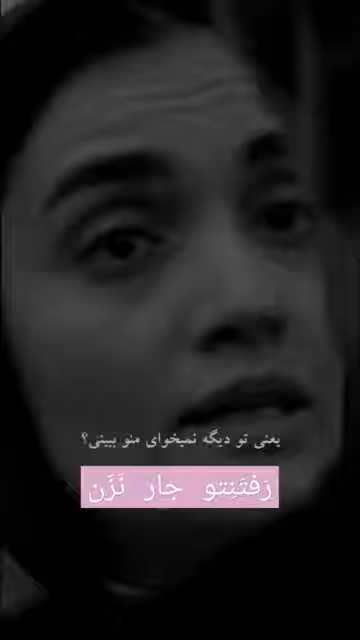 یعنی تو دیگه نمیخوای منو ببینی؟
رَفتَنِتو جار نَزَن